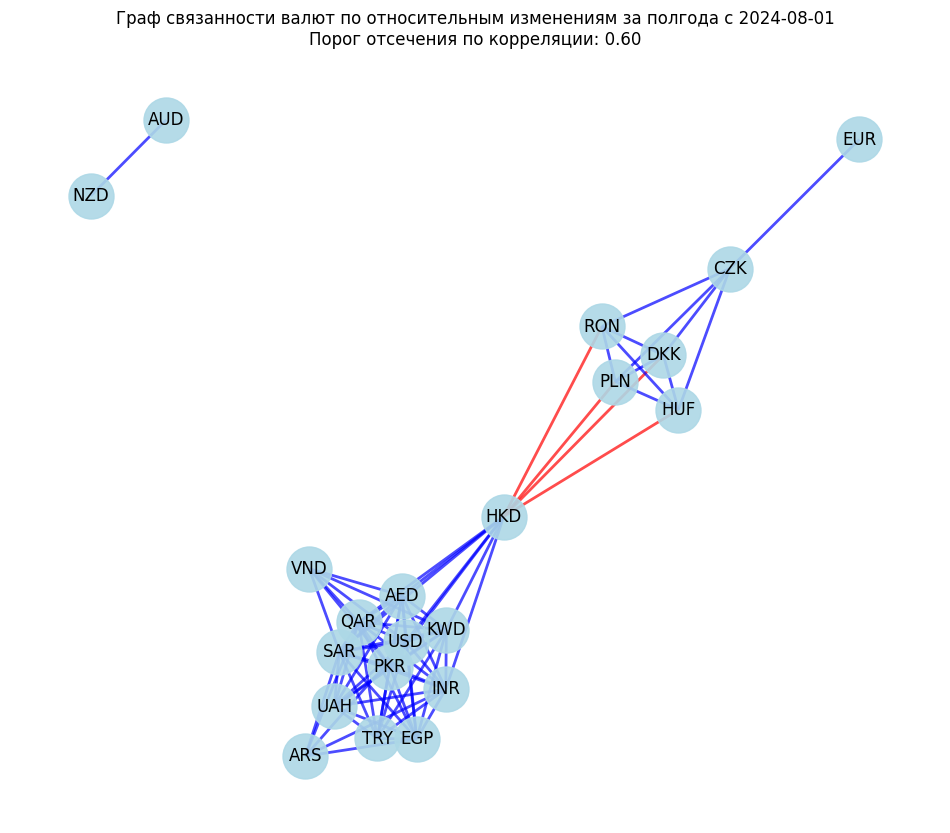 Граф связанности валют по относительным изменениям за полгода с 2024-08-01
Порог отсечения по корреляции: 0.60
AUD
EUR
NZD
CZK
RON
DKK
PLN
HUF
HKD
VND
AED
QAR
KWD
USD
SAR
PKR
INR
UAH
TRY
EGP
ARS